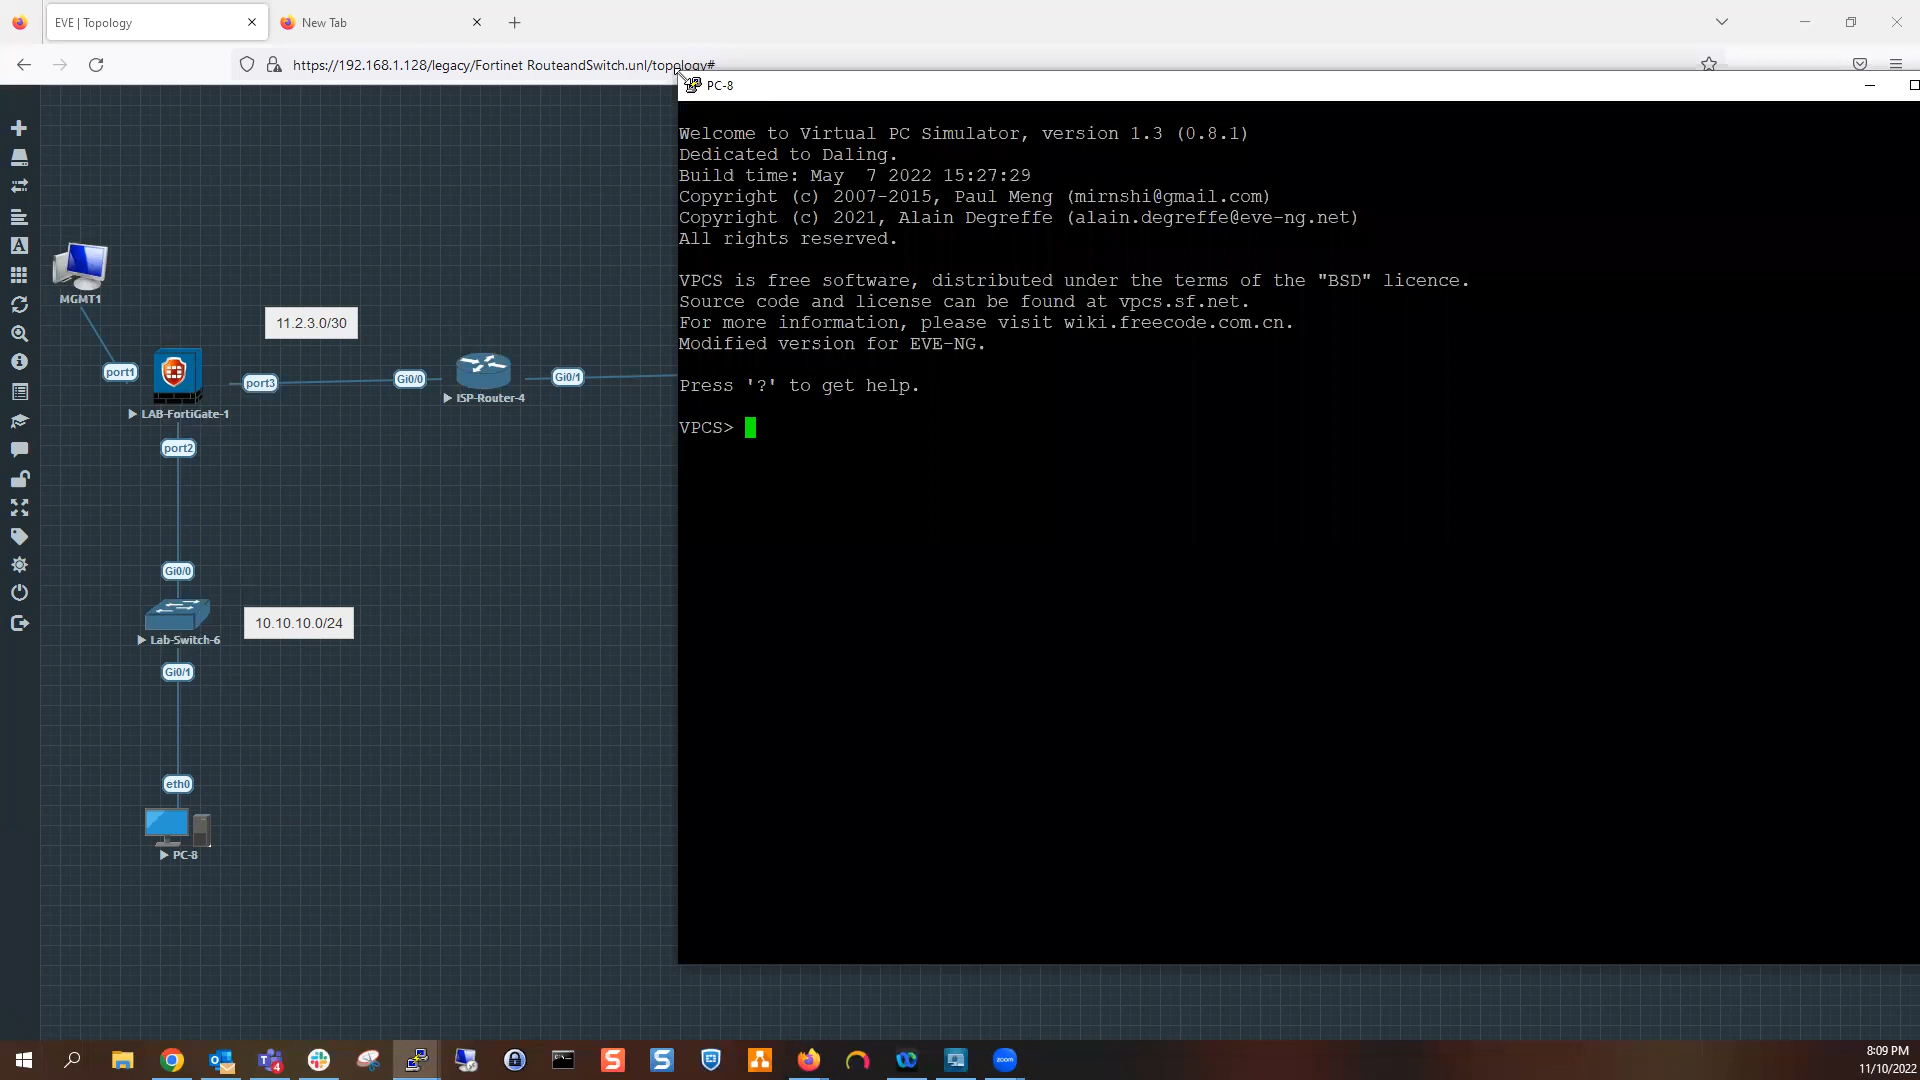 EVE | Topology
New Tab
https://192.168.1.128/legacy/Fortinet RouteandSwitch.unl/topology#
PC-8
Welcome to Virtual PC Simulator, version 1.3 (0.8.1)
Dedicated to Daling.
Build time: May  7 2022 15:27:29
Copyright (c) 2007-2015, Paul Meng (mirnshi@gmail.com)
Copyright (c) 2021, Alain Degreffe (alain.degreffe@eve-ng.net)
All rights reserved.
VPCS is free software, distributed under the terms of the "BSD" licence.
Source code and license can be found at vpcs.sf.net.
For more information, please visit wiki.freecode.com.cn.
Modified version for EVE-NG.
Press '?' to get help.
VPCS>
MGMT1
11.2.3.0/30
port1
port3
Gi0/0
Gi0/1
LAB-FortiGate-1
ISP-Router-4
port2
Gi0/0
Lab-Switch-6
10.10.10.0/24
Gi0/1
eth0
PC-8
4
zoom
8:09 PM
11/10/2022